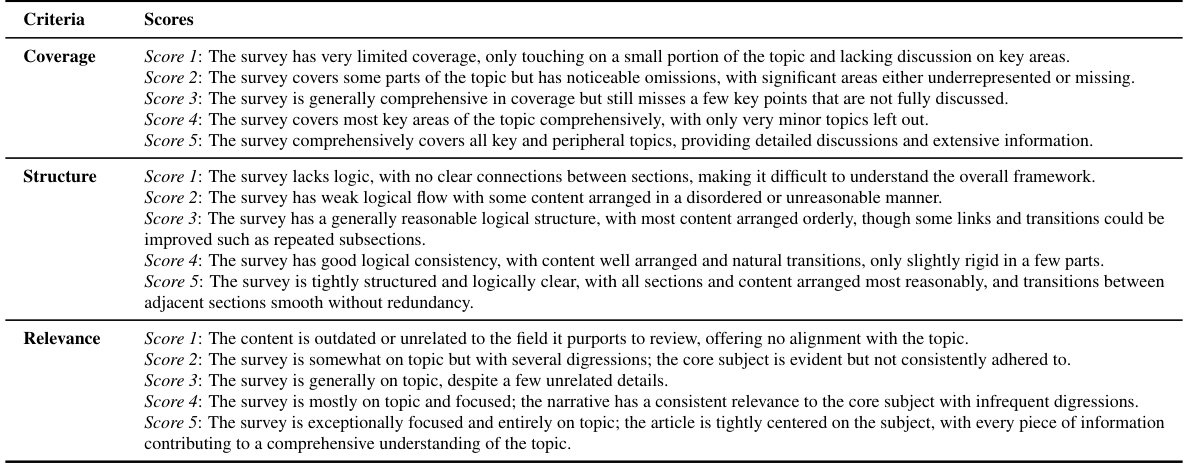 Criteria Scores
Coverage Score 1: The survey has very limited coverage, only touching on a small portion of the topic and lacking discussion on key areas.
Score 2: The survey covers some parts of the topic but has noticeable omissions, with significant areas either underrepresented or missing.
Score 3: The survey is generally comprehensive in coverage but still misses a few key points that are not fully discussed.
Score 4: The survey covers most key areas of the topic comprehensively, with only very minor topics left out.
Score 5: The survey comprehensively covers all key and peripheral topics, providing detailed discussions and extensive information.
Structure Score 1: The survey lacks logic, with no clear connections between sections, making it difficult to understand the overall framework.
Score 2: The survey has weak logical flow with some content arranged in a disordered or unreasonable manner.
Score 3: The survey has a generally reasonable logical structure, with most content arranged orderly, though some links and transitions could be
improved such as repeated subsections.
Score 4: The survey has good logical consistency, with content well arranged and natural transitions, only slightly rigid in a few parts.
Score 5: The survey is tightly structured and logically clear, with all sections and content arranged most reasonably, and transitions between
adjacent sections smooth without redundancy.
Relevance Score 1: The content is outdated or unrelated to the field it purports to review, offering no alignment with the topic.
Score 2: The survey is somewhat on topic but with several digressions; the core subject is evident but not consistently adhered to.
Score 3: The survey is generally on topic, despite a few unrelated details.
Score 4: The survey is mostly on topic and focused; the narrative has a consistent relevance to the core subject with infrequent digressions.
Score 5: The survey is exceptionally focused and entirely on topic; the article is tightly centered on the subject, with every piece of information
contributing to a comprehensive understanding of the topic.